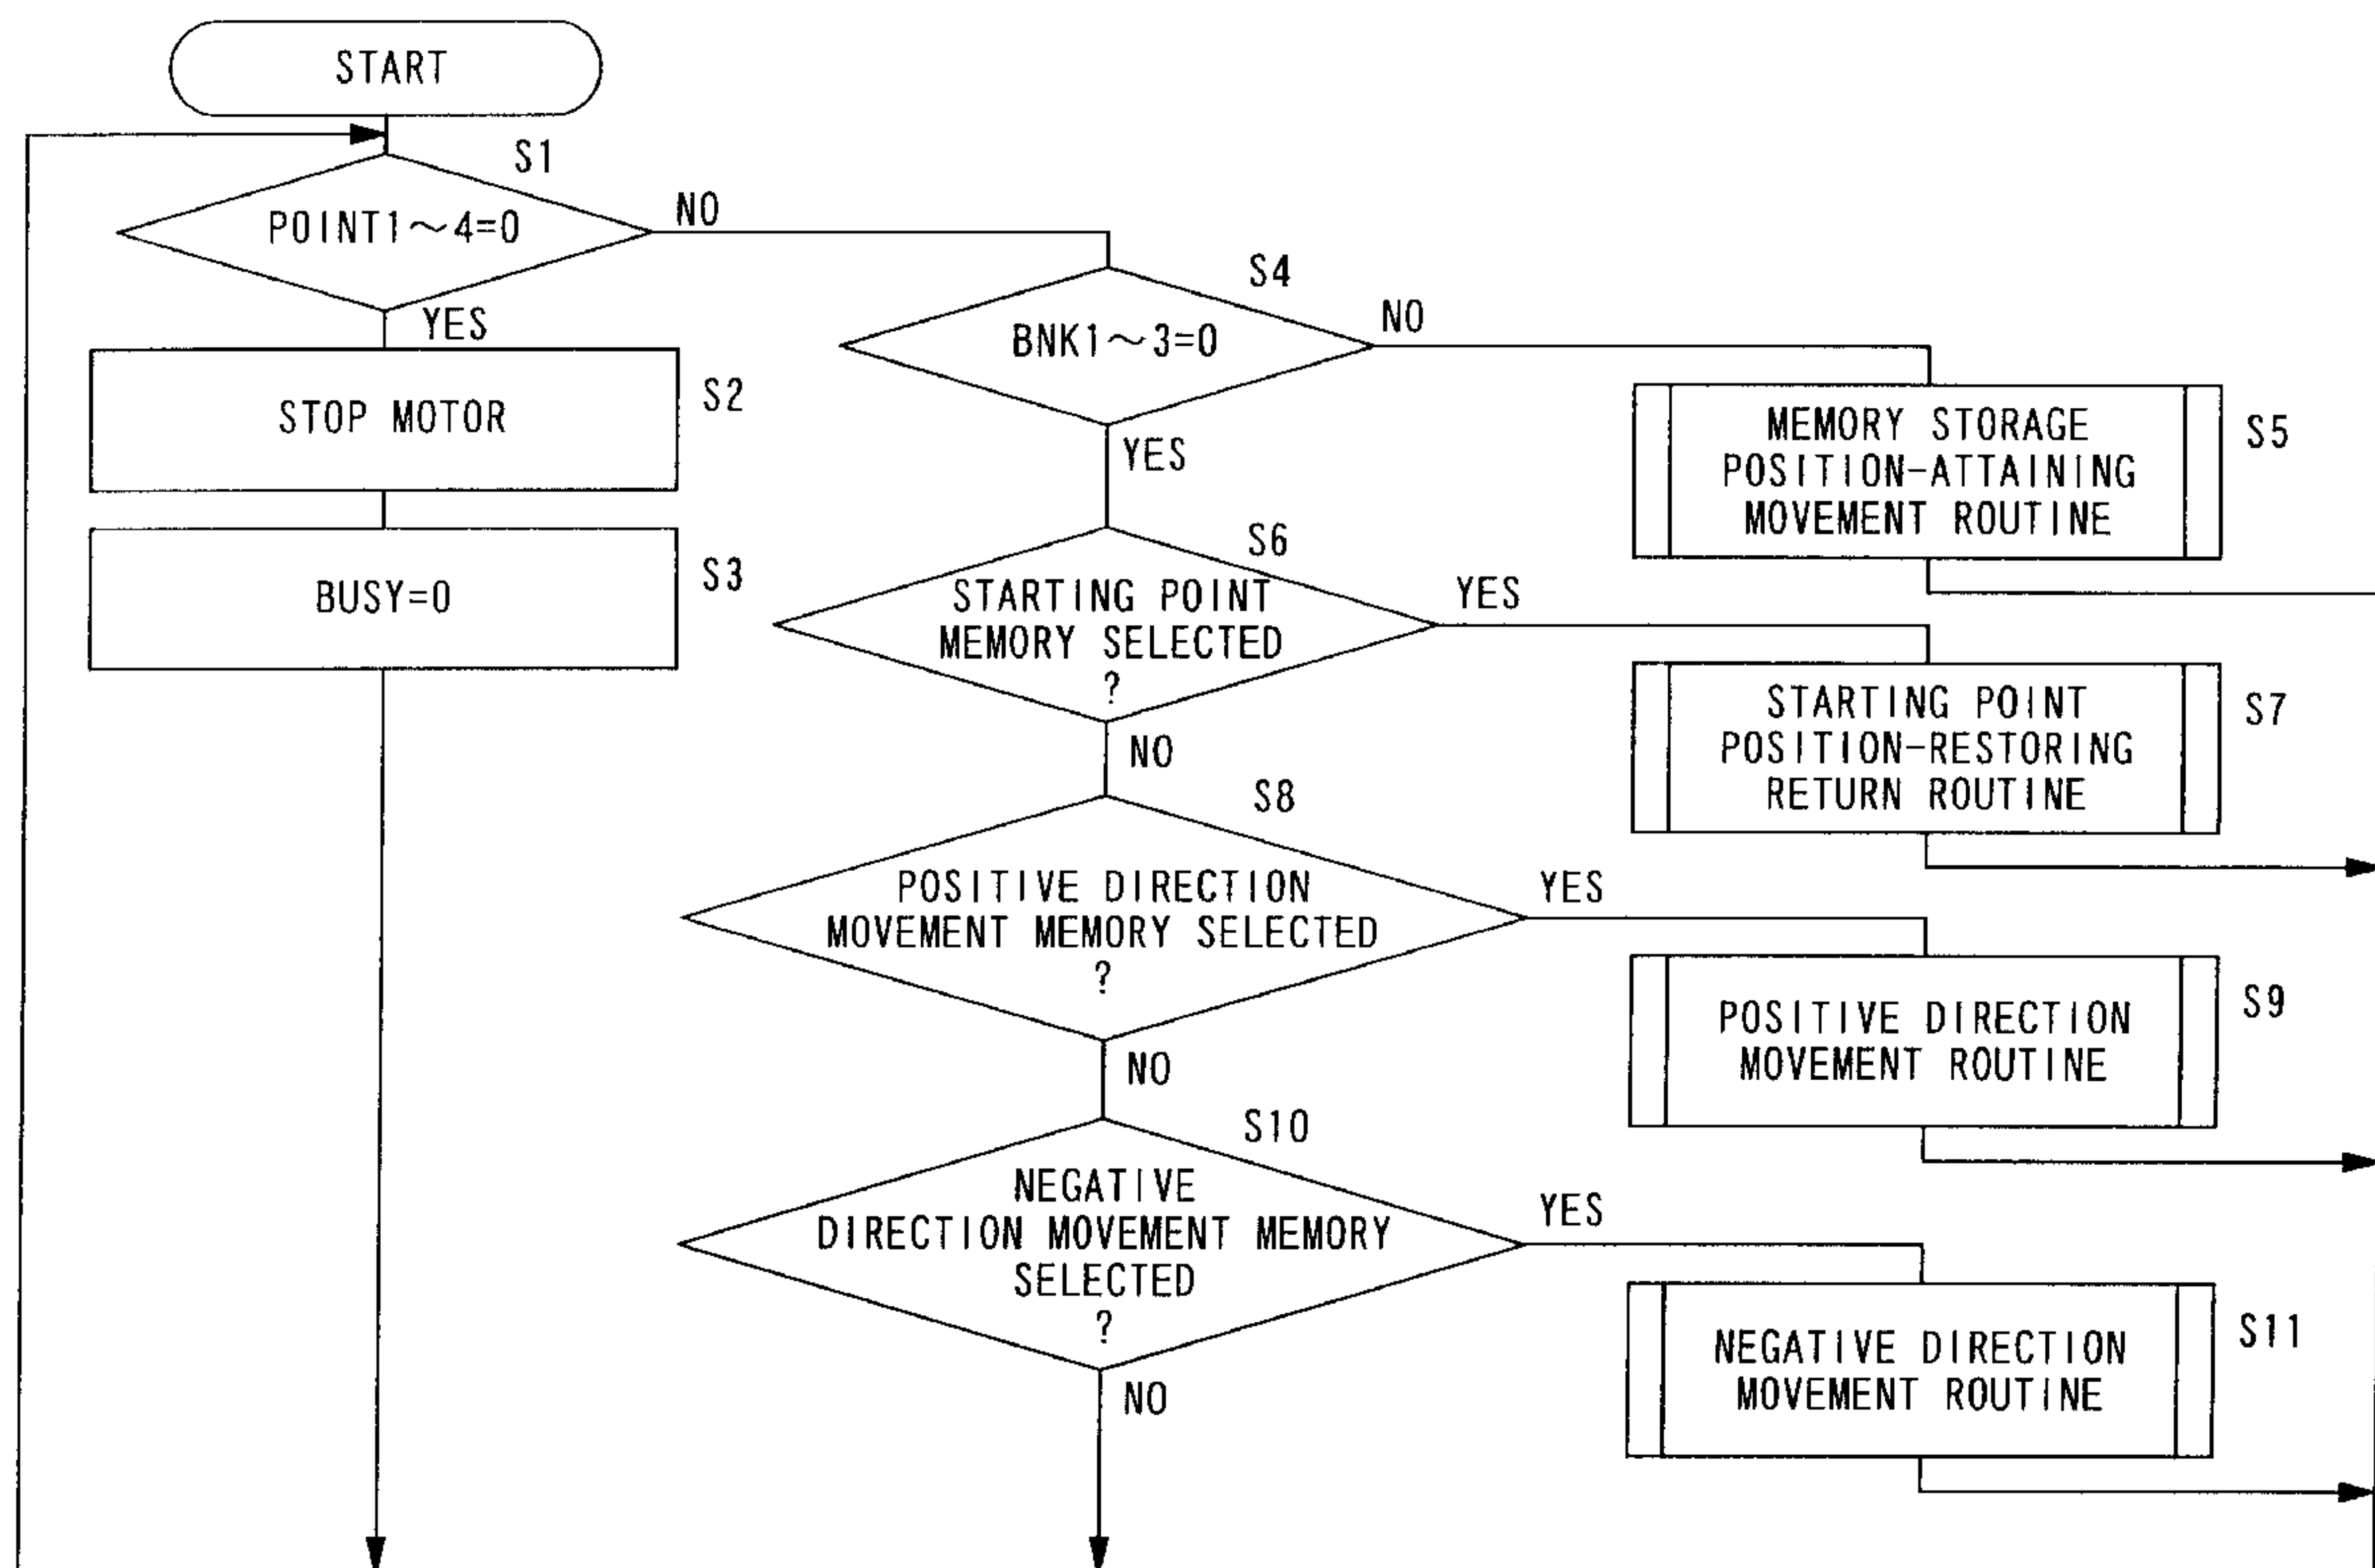 START
S1
POINT1～4=0
NO
YES
STOP MOTOR
S2
BUSY=0
S3
S4
BNK1～3=0
NO
YES
MEMORY STORAGE
POSITION-ATTAINING
MOVEMENT ROUTINE
S5
S6
STARTING POINT
MEMORY SELECTED
?
YES
NO
STARTING POINT
POSITION-RESTORING
RETURN ROUTINE
S7
S8
POSITIVE DIRECTION
MOVEMENT MEMORY SELECTED
?
YES
NO
POSITIVE DIRECTION
MOVEMENT ROUTINE
S9
S10
NEGATIVE
DIRECTION MOVEMENT MEMORY
SELECTED
?
YES
NO
NEGATIVE DIRECTION
MOVEMENT ROUTINE
S11